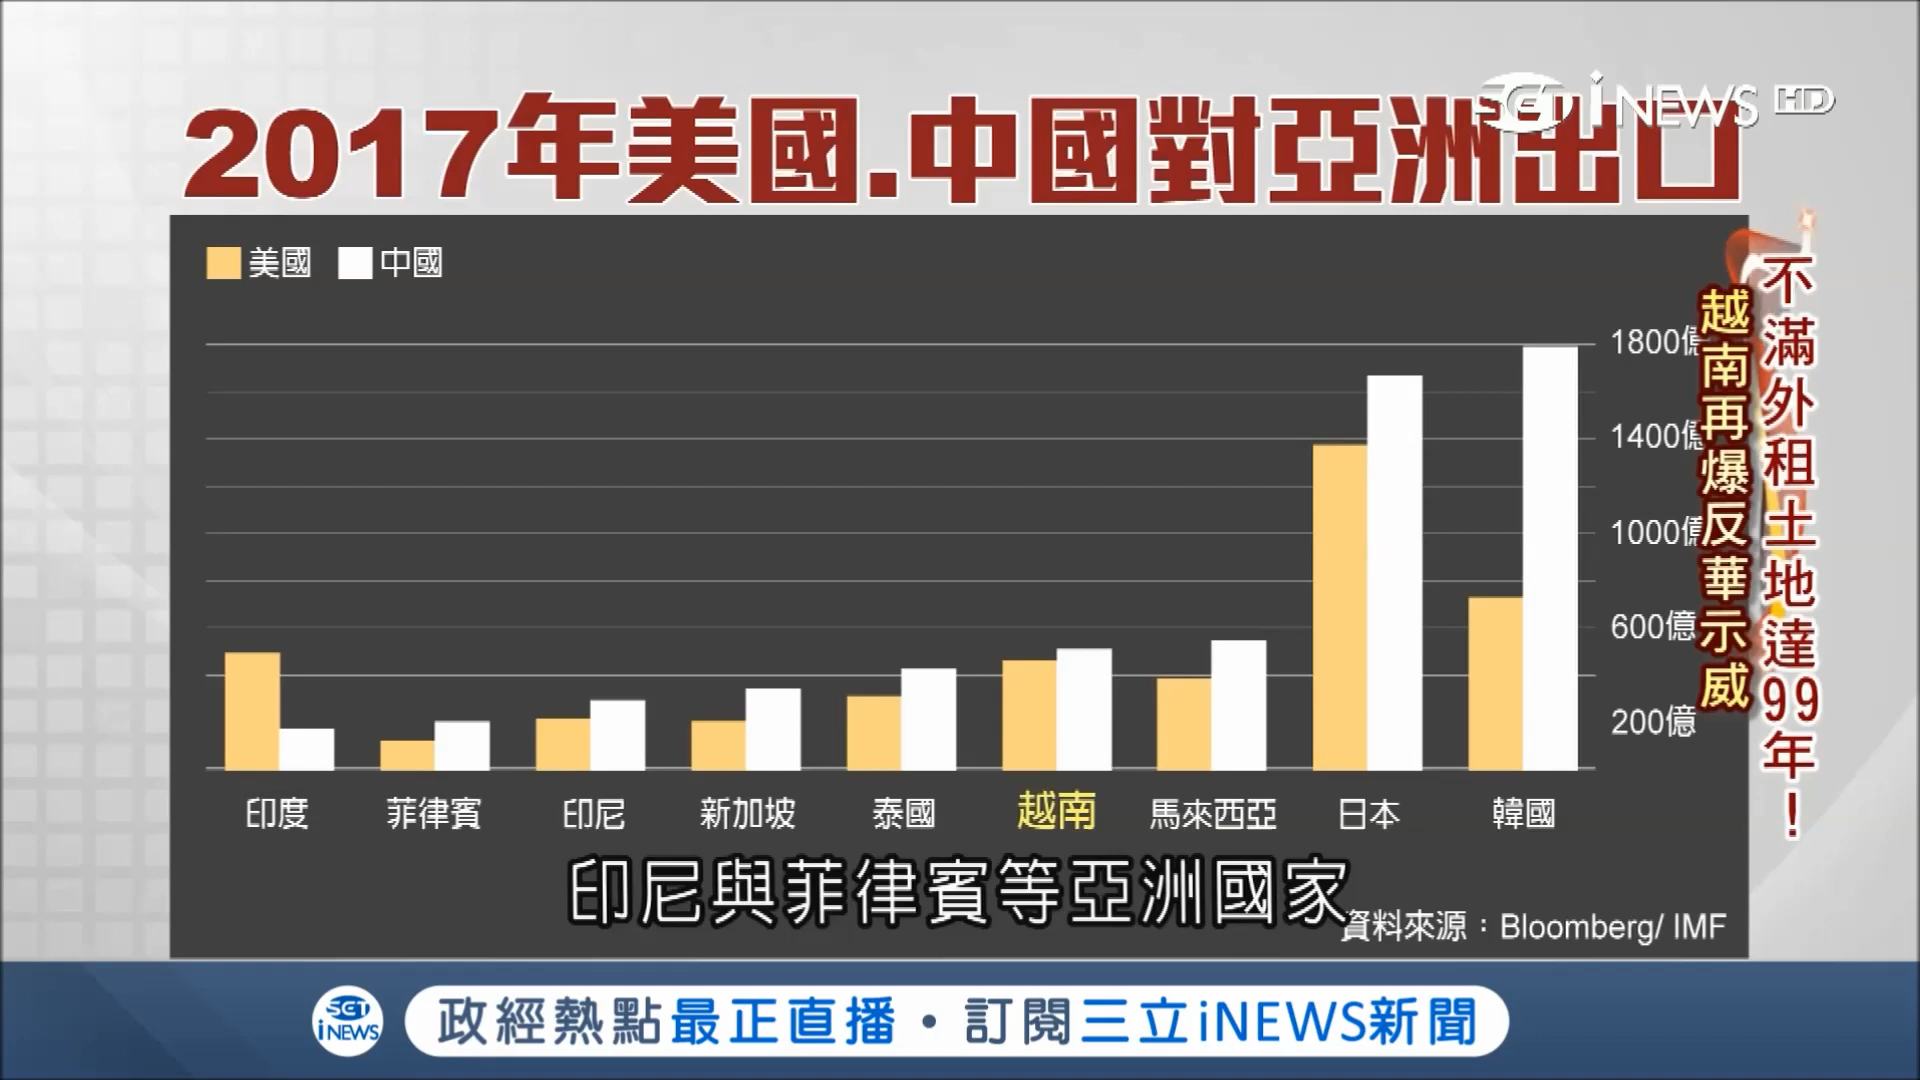 2017年美國.中國對亞洲出口
SET iNEWS HD
美國 中國
1800億
1400億
1000億
600億
200億
印度 菲律賓 印尼 新加坡 泰國 越南 馬來西亞 日本 韓國
不滿外租土地達99年!
越南再爆反華示威
印尼與菲律賓等亞洲國家
資料來源：Bloomberg/ IMF
SET iNEWS
政經熱點最正直播・訂閱三立iNEWS新聞